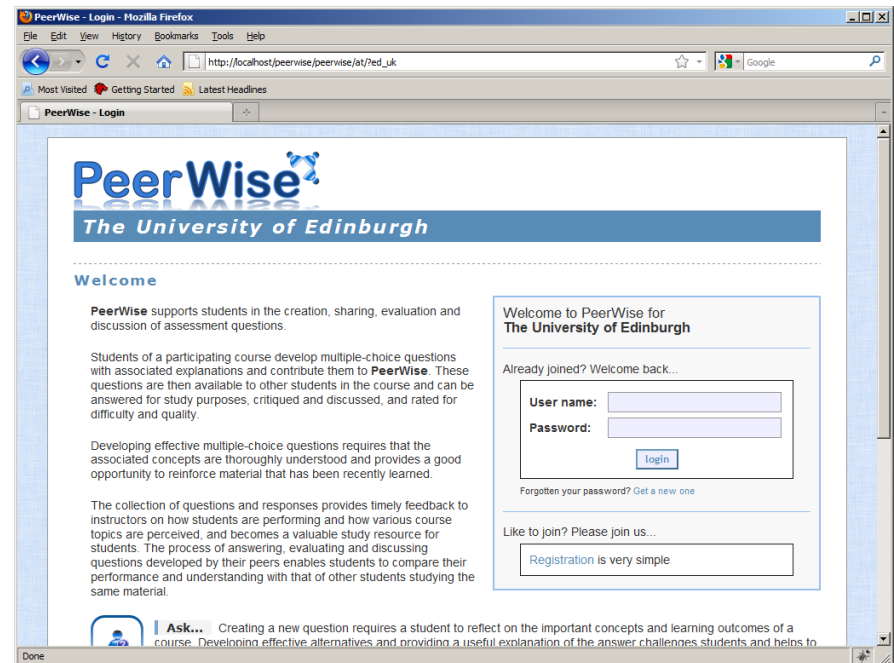 PeerWise - Login - Mozilla Firefox
File Edit View History Bookmarks Tools Help
http://localhost/peerwise/peerwise/at/?ed_uk
Google
Most Visited Getting Started Latest Headlines
PeerWise - Login
PeerWise
The University of Edinburgh
Welcome
PeerWise supports students in the creation, sharing, evaluation and
discussion of assessment questions.
Students of a participating course develop multiple-choice questions
with associated explanations and contribute them to PeerWise. These
questions are then available to other students in the course and can be
answered for study purposes, critiqued and discussed, and rated for
difficulty and quality.
Developing effective multiple-choice questions requires that the
associated concepts are thoroughly understood and provides a good
opportunity to reinforce material that has been recently learned.
The collection of questions and responses provides timely feedback to
instructors on how students are performing and how various course
topics are perceived, and becomes a valuable study resource for
students. The process of answering, evaluating and discussing
questions developed by their peers enables students to compare their
performance and understanding with that of other students studying the
same material.
Welcome to PeerWise for
The University of Edinburgh
Already joined? Welcome back...
User name:
Password:
login
Forgotten your password? Get a new one
Like to join? Please join us...
Registration is very simple
Ask... Creating a new question requires a student to reflect on the important concepts and learning outcomes of a
course. Developing effective alternatives and providing a useful explanation of the answer challenges students and helps to
Done